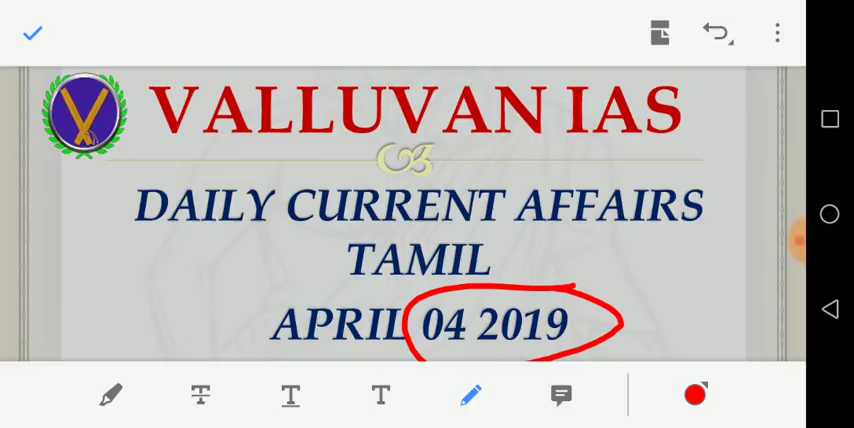 VALLUVAN IAS
DAILY CURRENT AFFAIRS
TAMIL
APRIL 04 2019